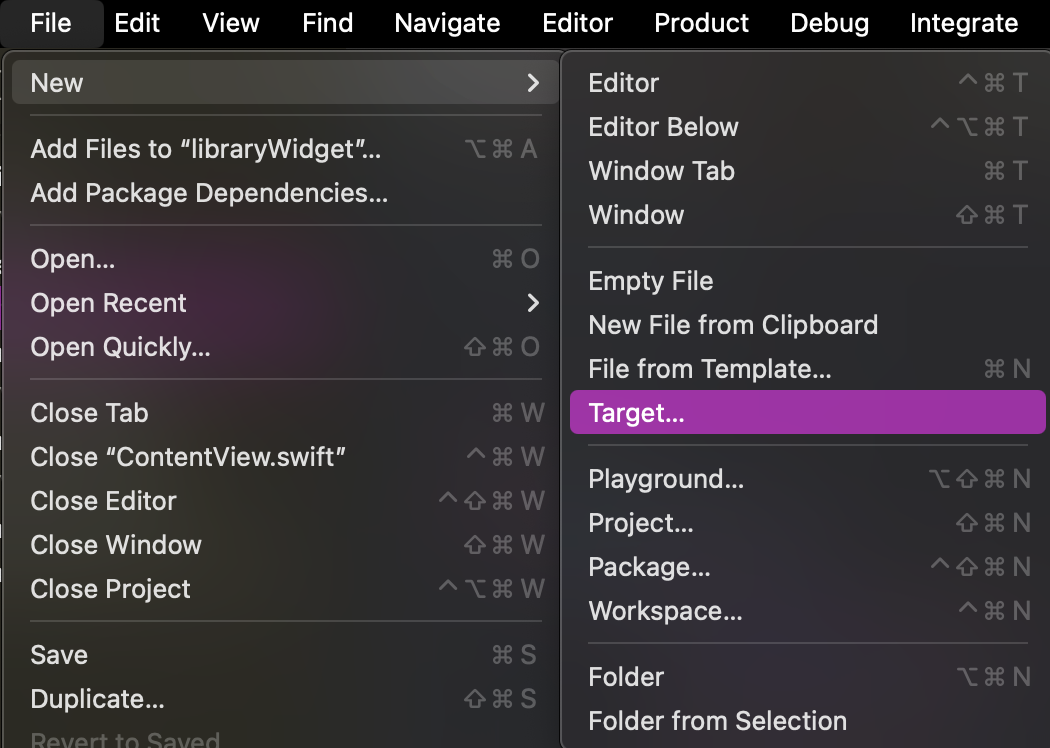 File Edit View Find Navigate Editor Product Debug Integrate
New
Add Files to “libraryWidget”... ⌥⌘A
Add Package Dependencies...
Open... ⌘O
Open Recent
Open Quickly... ⇧⌘O
Close Tab ⌘W
Close “ContentView.swift” ^⌘W
Close Editor ^⇧⌘W
Close Window ⇧⌘W
Close Project ^⌥⌘W
Save ⌘S
Duplicate... ⇧⌘S
Revert to Saved
Editor ^⌘T
Editor Below ^⌥⌘T
Window Tab ⌘T
Window ⇧⌘T
Empty File
New File from Clipboard
File from Template... ⌘N
Target...
Playground... ⌥⇧⌘N
Project... ⇧⌘N
Package... ^⇧⌘N
Workspace... ^⌘N
Folder ⌥⌘N
Folder from Selection